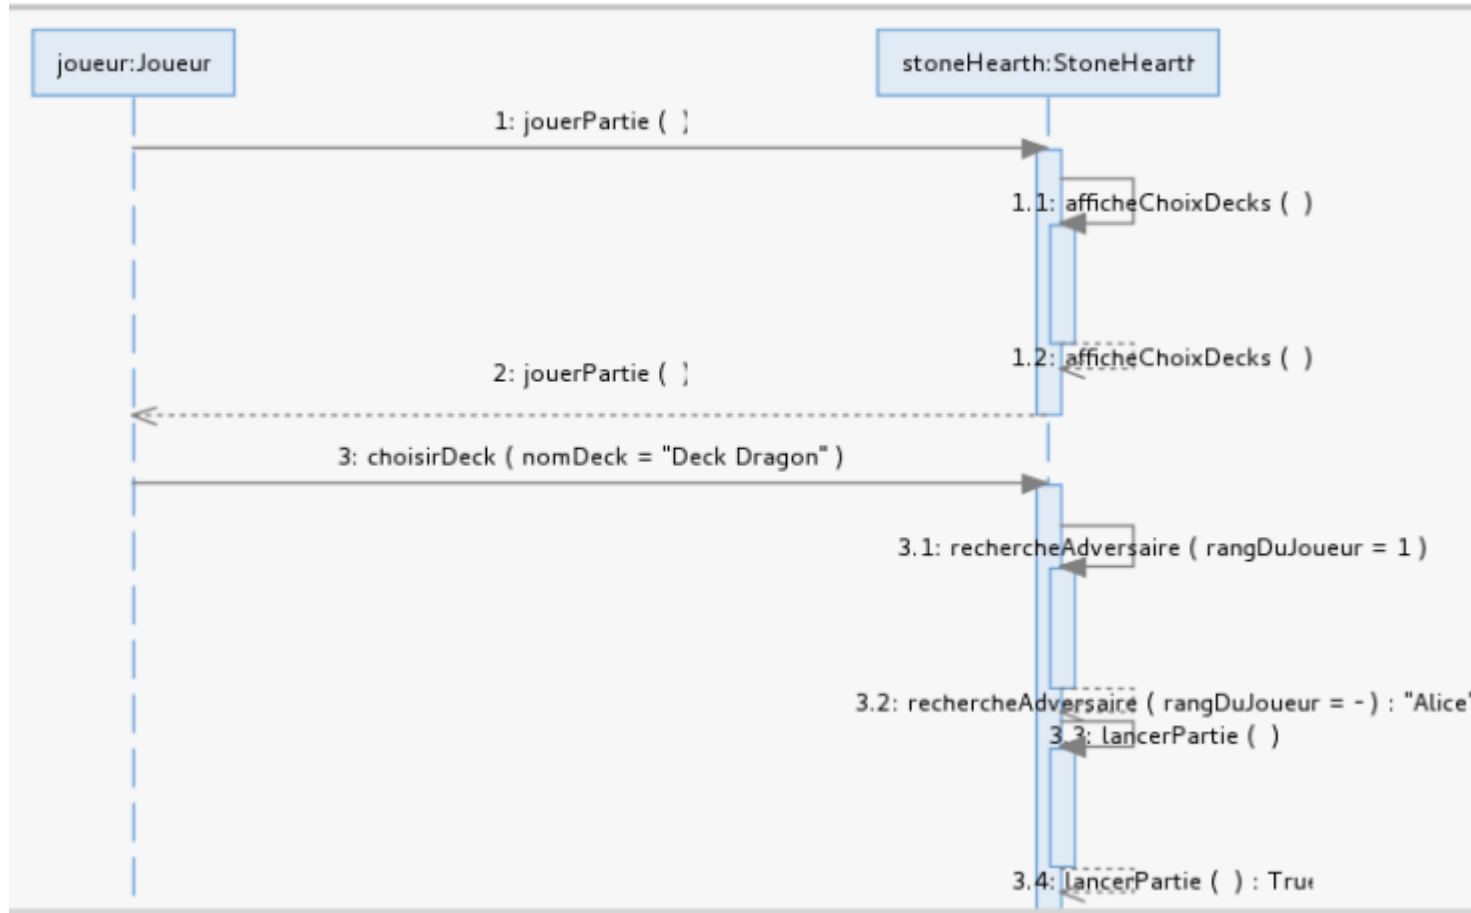 joueur:Joueur
stoneHearth:StoneHearth
1: jouerPartie ( )
1.1: afficheChoixDecks ( )
1.2: afficheChoixDecks ( )
2: jouerPartie ( )
3: choisirDeck ( nomDeck = "Deck Dragon" )
3.1: rechercheAdversaire ( rangDuJoueur = 1 )
3.2: rechercheAdversaire ( rangDuJoueur = - ) : "Alice"
3.3: lancerPartie ( )
3.4: lancerPartie ( ) : True